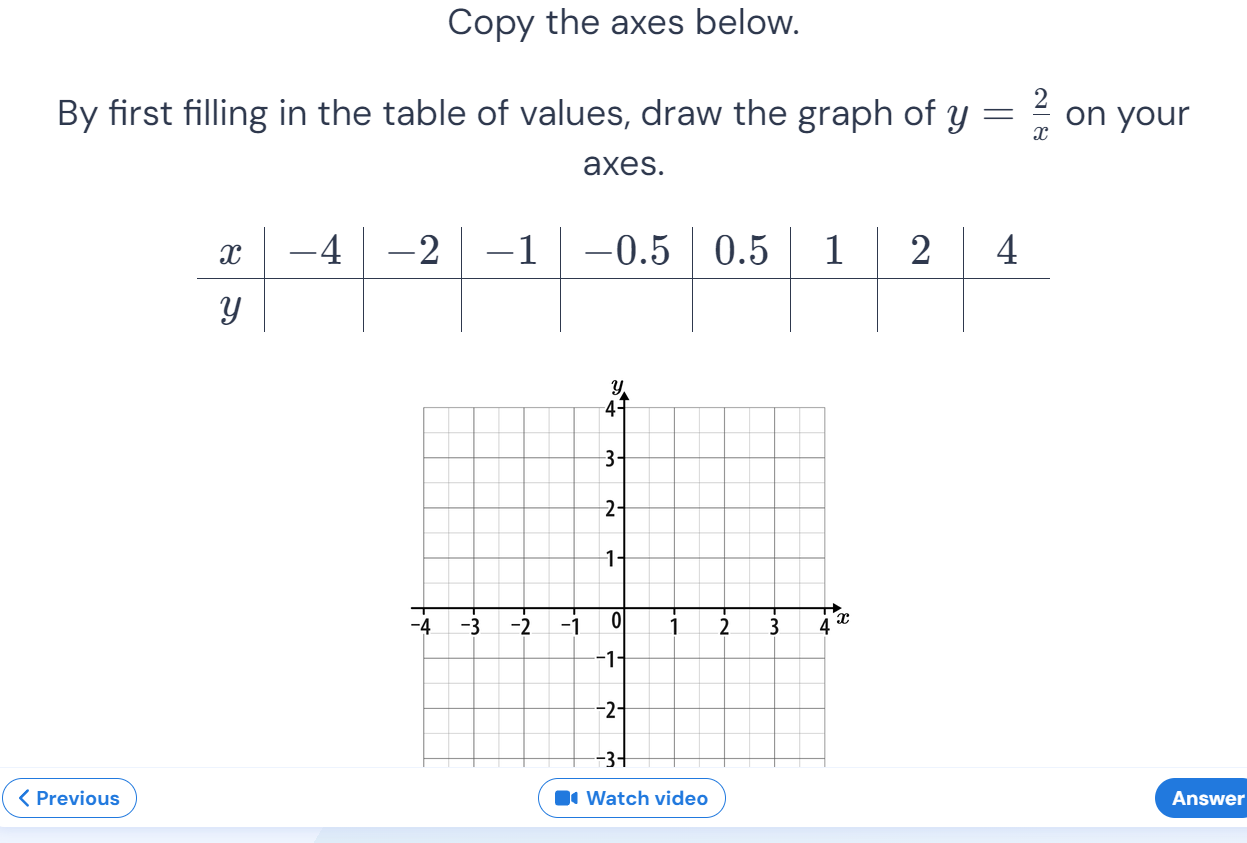 Copy the axes below.
By first filling in the table of values, draw the graph of y = 2/x on your
axes.
x −4 −2 −1 −0.5 0.5 1 2 4
y
y
4
3
2
1
−4 −3 −2 −1 0 1 2 3 4 x
−1
−2
−3
Previous Watch video Answer